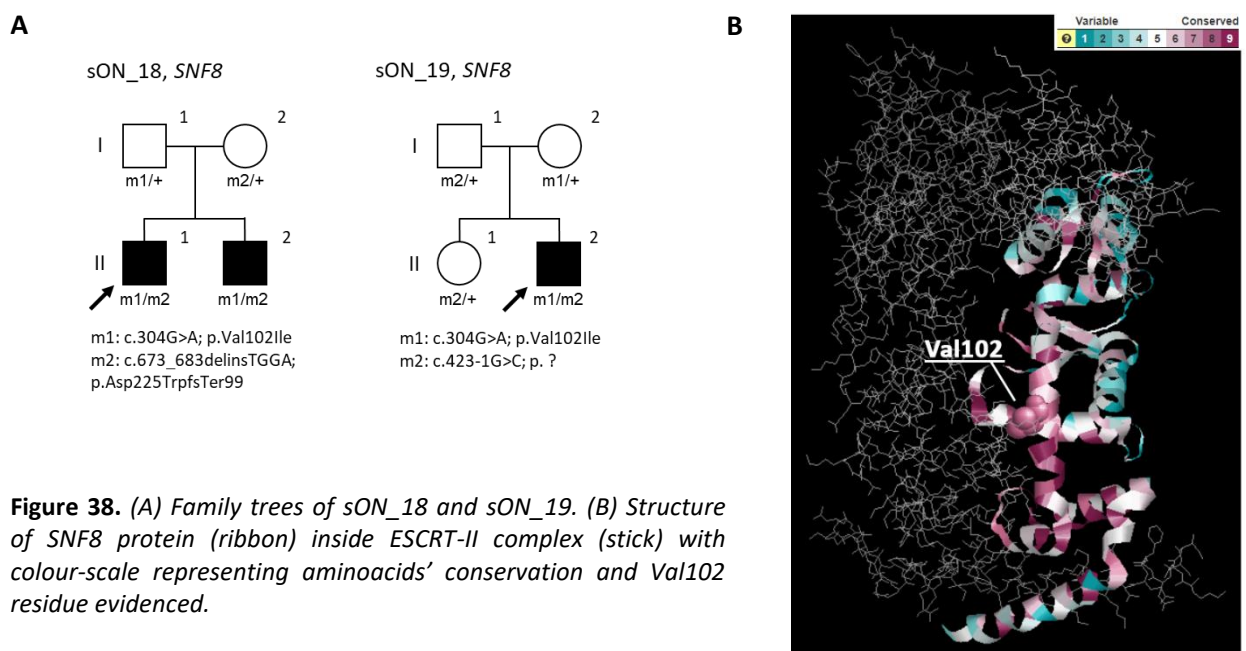 A
sON_18, SNF8
1
2
I
m1/+
m2/+
1
2
II
m1/m2
m1/m2
m1: c.304G>A; p.Val102Ile
m2: c.673_683delinsTGGA;
p.Asp225TrpfsTer99
sON_19, SNF8
1
2
I
m2/+
m1/+
1
2
II
m2/+
m1/m2
m1: c.304G>A; p.Val102Ile
m2: c.423-1G>C; p. ?
B
Variable Conserved
? 1 2 3 4 5 6 7 8 9
Val102
Figure 38. (A) Family trees of sON_18 and sON_19. (B) Structure
of SNF8 protein (ribbon) inside ESCRT-II complex (stick) with
colour-scale representing aminoacids’ conservation and Val102
residue evidenced.